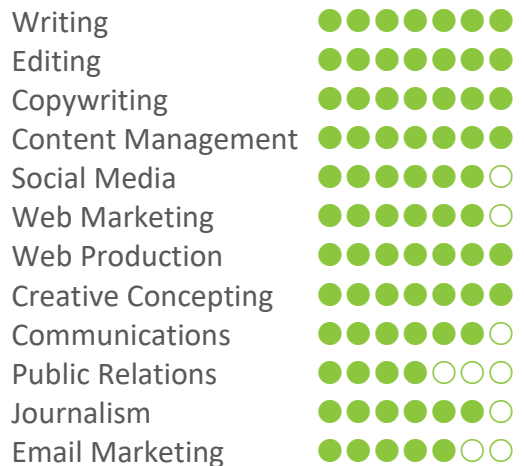 Writing
Editing
Copywriting
Content Management
Social Media
Web Marketing
Web Production
Creative Concepting
Communications
Public Relations
Journalism
Email Marketing